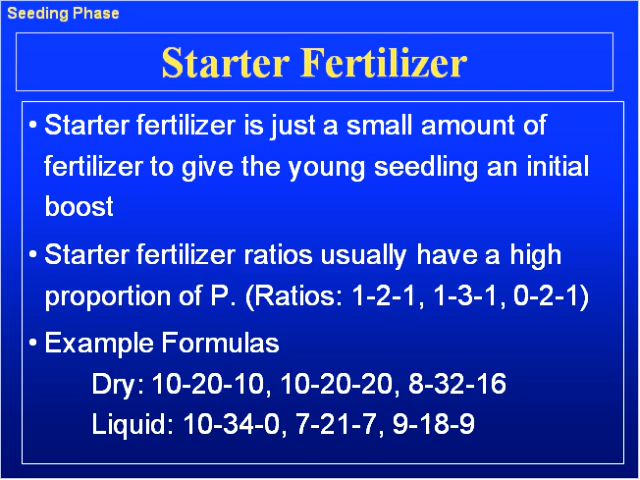 Seeding Phase
Starter Fertilizer
• Starter fertilizer is just a small amount of
fertilizer to give the young seedling an initial
boost
• Starter fertilizer ratios usually have a high
proportion of P. (Ratios: 1-2-1, 1-3-1, 0-2-1)
• Example Formulas
Dry: 10-20-10, 10-20-20, 8-32-16
Liquid: 10-34-0, 7-21-7, 9-18-9